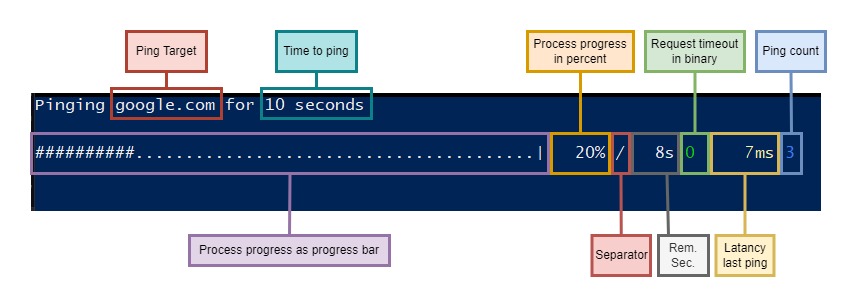 Ping Target
Time to ping
Process progress
in percent
Request timeout
in binary
Ping count
Pinging google.com for 10 seconds
##########........................................| 20% / 8s 0 7ms 3
Process progress as progress bar
Separator
Rem.
Sec.
Latancy
last ping